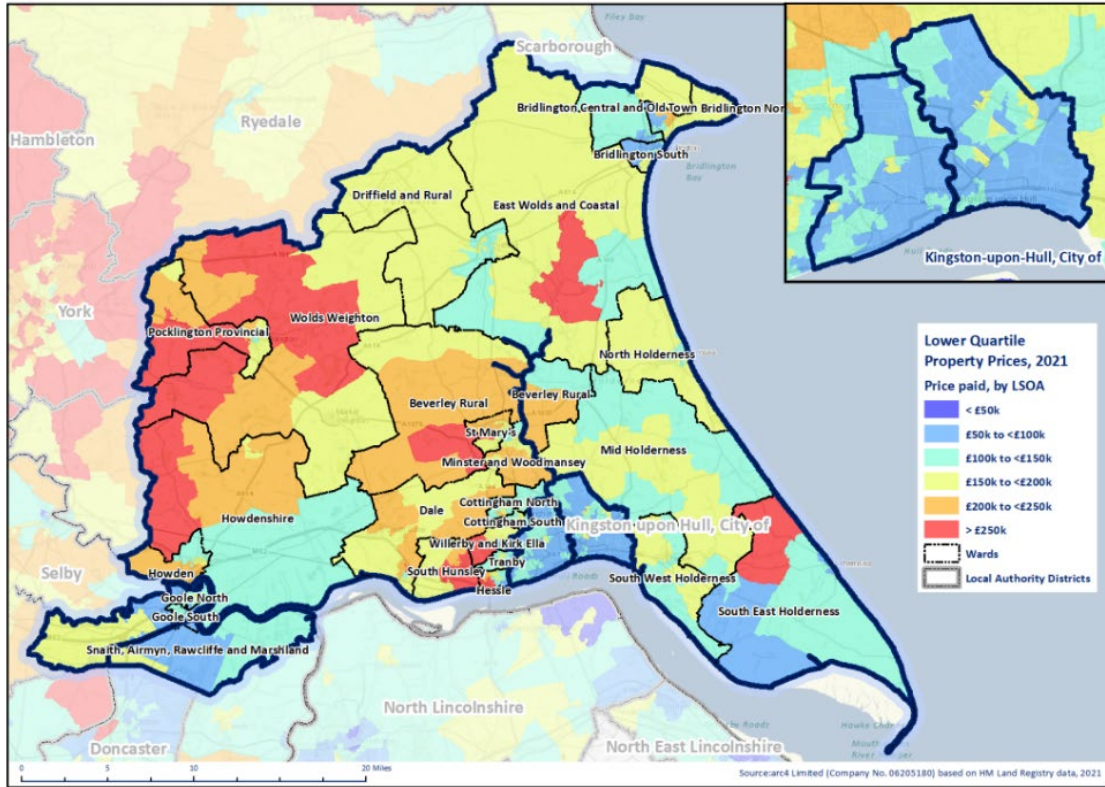 Filey Bay
Scarborough
Ryedale
Hambleton
Bridlington Central and Old Town
Bridlington Nor
Bridlington South
Bridlington
Bay
Driffield and Rural
East Wolds and Coastal
York
Pocklington Provincial
Wolds Weighton
North Holderness
Beverley Rural
Beverley Rural
St Mary's
Mid Holderness
Minster and Woodmansey
Dale
Cottingham North
Cottingham South
Kingston upon Hull, City of
Howdenshire
Willerby and Kirk Ella
Tranby
South Hunsley
Hessle
South West Holderness
South East Holderness
Selby
Howden
Goole North
Goole South
Snaith, Airmyn, Rawcliffe and Marshland
North Lincolnshire
Doncaster
North East Lincolnshire
Kingston-upon-Hull, City of
Lower Quartile
Property Prices, 2021
Price paid, by LSOA
< £50k
£50k to <£100k
£100k to <£150k
£150k to <£200k
£200k to <£250k
> £250k
Wards
Local Authority Districts
0 5 10 20 Miles
Source:arc4 Limited (Company No. 06205180) based on HM Land Registry data, 2021